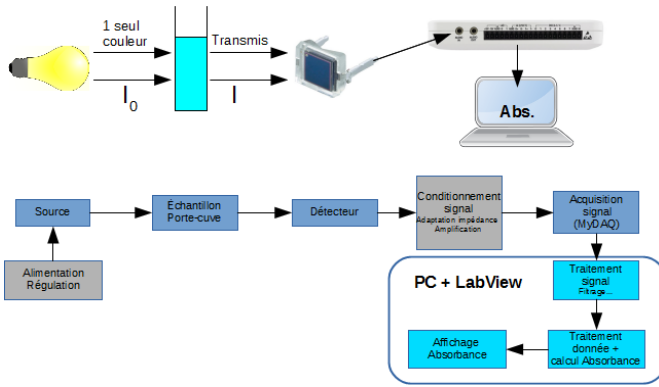 1 seul
couleur
Transmis
I0
I
Abs.
Source
Échantillon
Porte-cuve
Détecteur
Conditionnement
signal
Adaptation impédance
Amplification
Acquisition
signal
(MyDAQ)
Alimentation
Régulation
PC + LabView
Traitement
signal
Filtrage...
Affichage
Absorbance
Traitement
donnée +
calcul Absorbance